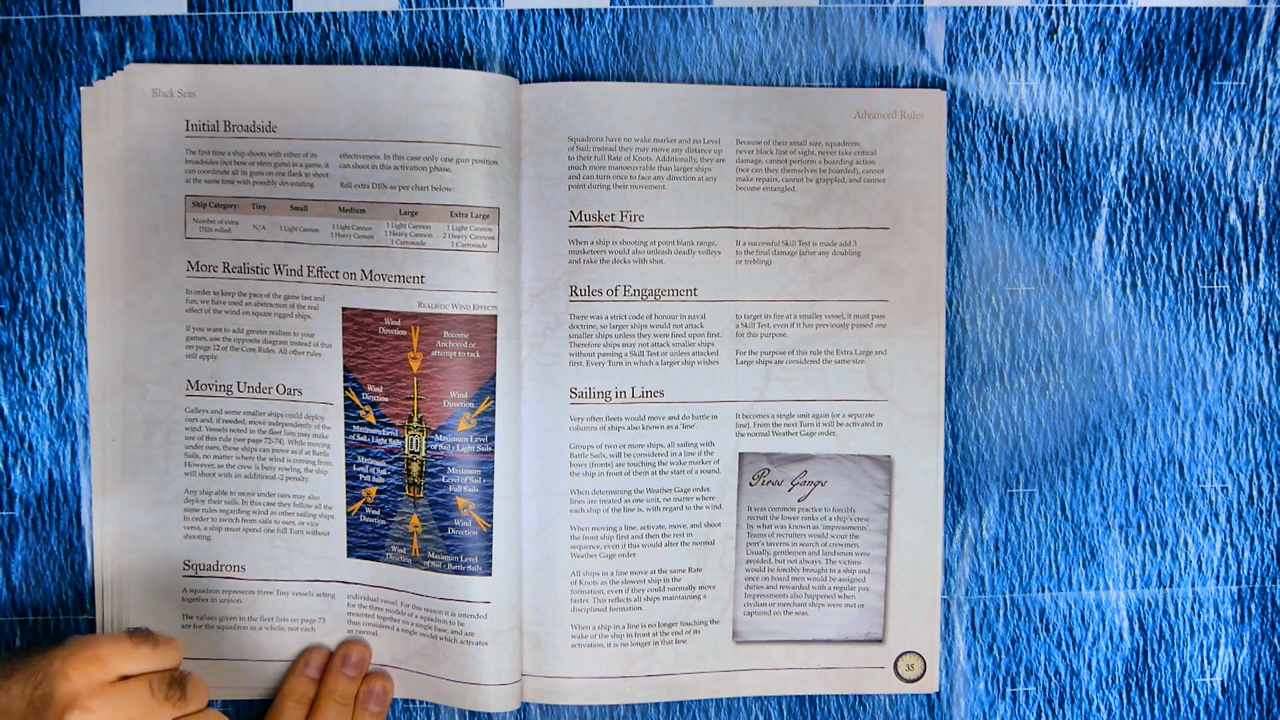 Black Seas
Initial Broadside
The first time a ship shoots with either of its
broadsides (not bow or stern guns) in a game, it
can coordinate all its guns on one flank to shoot
at the same time with possibly devastating
effectiveness. In this case only one gun position
can shoot in this activation phase.
Roll extra D10s as per chart below:
Ship Category: Tiny Small Medium Large Extra Large
Number of extra
D10s rolled:
N/A
1 Light Cannon
1 Light Cannon
1 Heavy Cannon
1 Light Cannon
1 Heavy Cannon
1 Carronade
1 Light Cannon
2 Heavy Cannons
1 Carronade
More Realistic Wind Effect on Movement
In order to keep the pace of the game fast and
fun, we have used an abstraction of the real
effect of the wind on square rigged ships.
If you want to add greater realism to your
games, use the opposite diagram instead of that
on page 12 of the Core Rules. All other rules
still apply.
Moving Under Oars
Galleys and some smaller ships could deploy
oars and, if needed, move independently of the
wind. Vessels noted in the fleet lists may make
use of this rule (see page 72-74). While moving
under oars, these ships can move as if at Battle
Sails, no matter where the wind is coming from.
However, as the crew is busy rowing, the ship
will shoot with an additional -2 penalty.
Any ship able to move under oars may also
deploy their sails. In this case they follow all the
same rules regarding wind as other sailing ships.
In order to switch from sails to oars, or vice
versa, a ship must spend one full Turn without
shooting.
Realistic Wind Effects
Wind
Direction
Become
Anchored or
attempt to tack
Wind
Direction
Wind
Direction
Maximum Level
of Sail - Light Sails
Maximum Level
of Sail - Light Sails
Maximum
Level of Sail -
Full Sails
Maximum
Level of Sail -
Full Sails
Wind
Direction
Wind
Direction
Wind
Direction
Maximum Level
of Sail - Battle Sails
Squadrons
A squadron represents three Tiny vessels acting
together in unison.
The values given in the fleet lists on page 73
are for the squadron as a whole, not each
individual vessel. For this reason it is intended
for the three models of a squadron to be
mounted together on a single base, and are
thus considered a single model which activates
as normal.
Advanced Rules
Squadrons have no wake marker and no Level
of Sail; instead they may move any distance up
to their full Rate of Knots. Additionally, they are
much more manoeuvrable than larger ships
and can turn once to face any direction at any
point during their movement.
Because of their small size, squadrons:
never block line of sight, never take critical
damage, cannot perform a boarding action
(nor can they themselves be boarded), cannot
make repairs, cannot be grappled, and cannot
become entangled.
Musket Fire
When a ship is shooting at point blank range,
musketeers would also unleash deadly volleys
and rake the decks with shot.
If a successful Skill Test is made add 3
to the final damage (after any doubling
or trebling).
Rules of Engagement
There was a strict code of honour in naval
doctrine, so larger ships would not attack
smaller ships unless they were fired upon first.
Therefore ships may not attack smaller ships
without passing a Skill Test or unless attacked
first. Every Turn in which a larger ship wishes
to target its fire at a smaller vessel, it must pass
a Skill Test, even if it has previously passed one
for this purpose.
For the purpose of this rule the Extra Large and
Large ships are considered the same size.
Sailing in Lines
Very often fleets would move and do battle in
columns of ships also known as a 'line'.
Groups of two or more ships, all sailing with
Battle Sails, will be considered in a line if the
bows (fronts) are touching the wake marker of
the ship in front of them at the start of a round.
When determining the Weather Gage order,
lines are treated as one unit, no matter where
each ship of the line is, with regard to the wind.
When moving a line, activate, move, and shoot
the front ship first and then the rest in
sequence, even if this would alter the normal
Weather Gage order
All ships in a line move at the same Rate
of Knots as the slowest ship in the
formation, even if they could normally move
faster. This reflects all ships maintaining a
disciplined formation.
When a ship in a line is no longer touching the
wake of the ship in front at the end of its
activation, it is no longer in that line.
It becomes a single unit again (or a separate
line). From the next Turn it will be activated in
the normal Weather Gage order.
Press Gangs
It was common practice to forcibly
recruit the lower ranks of a ship's crew
by what was known as 'impressments'.
Teams of recruiters would scour the
port's taverns in search of crewmen.
Usually, gentlemen and landsmen were
avoided, but not always. The victims
would be forcibly brought to a ship and
once on board men would be assigned
duties and rewarded with a regular pay.
Impressments also happened when
civilian or merchant ships were met or
captured on the seas.
35